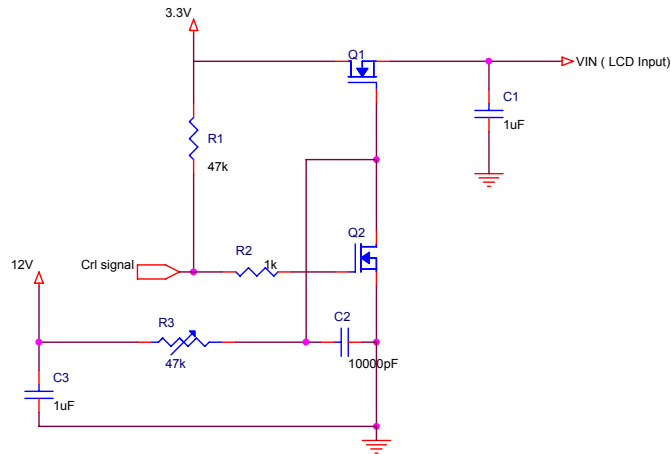 3.3V
Q1
VIN ( LCD Input)
C1
1uF
R1
47k
Q2
12V
Crl signal
R2
1k
R3
47k
C2
10000pF
C3
1uF